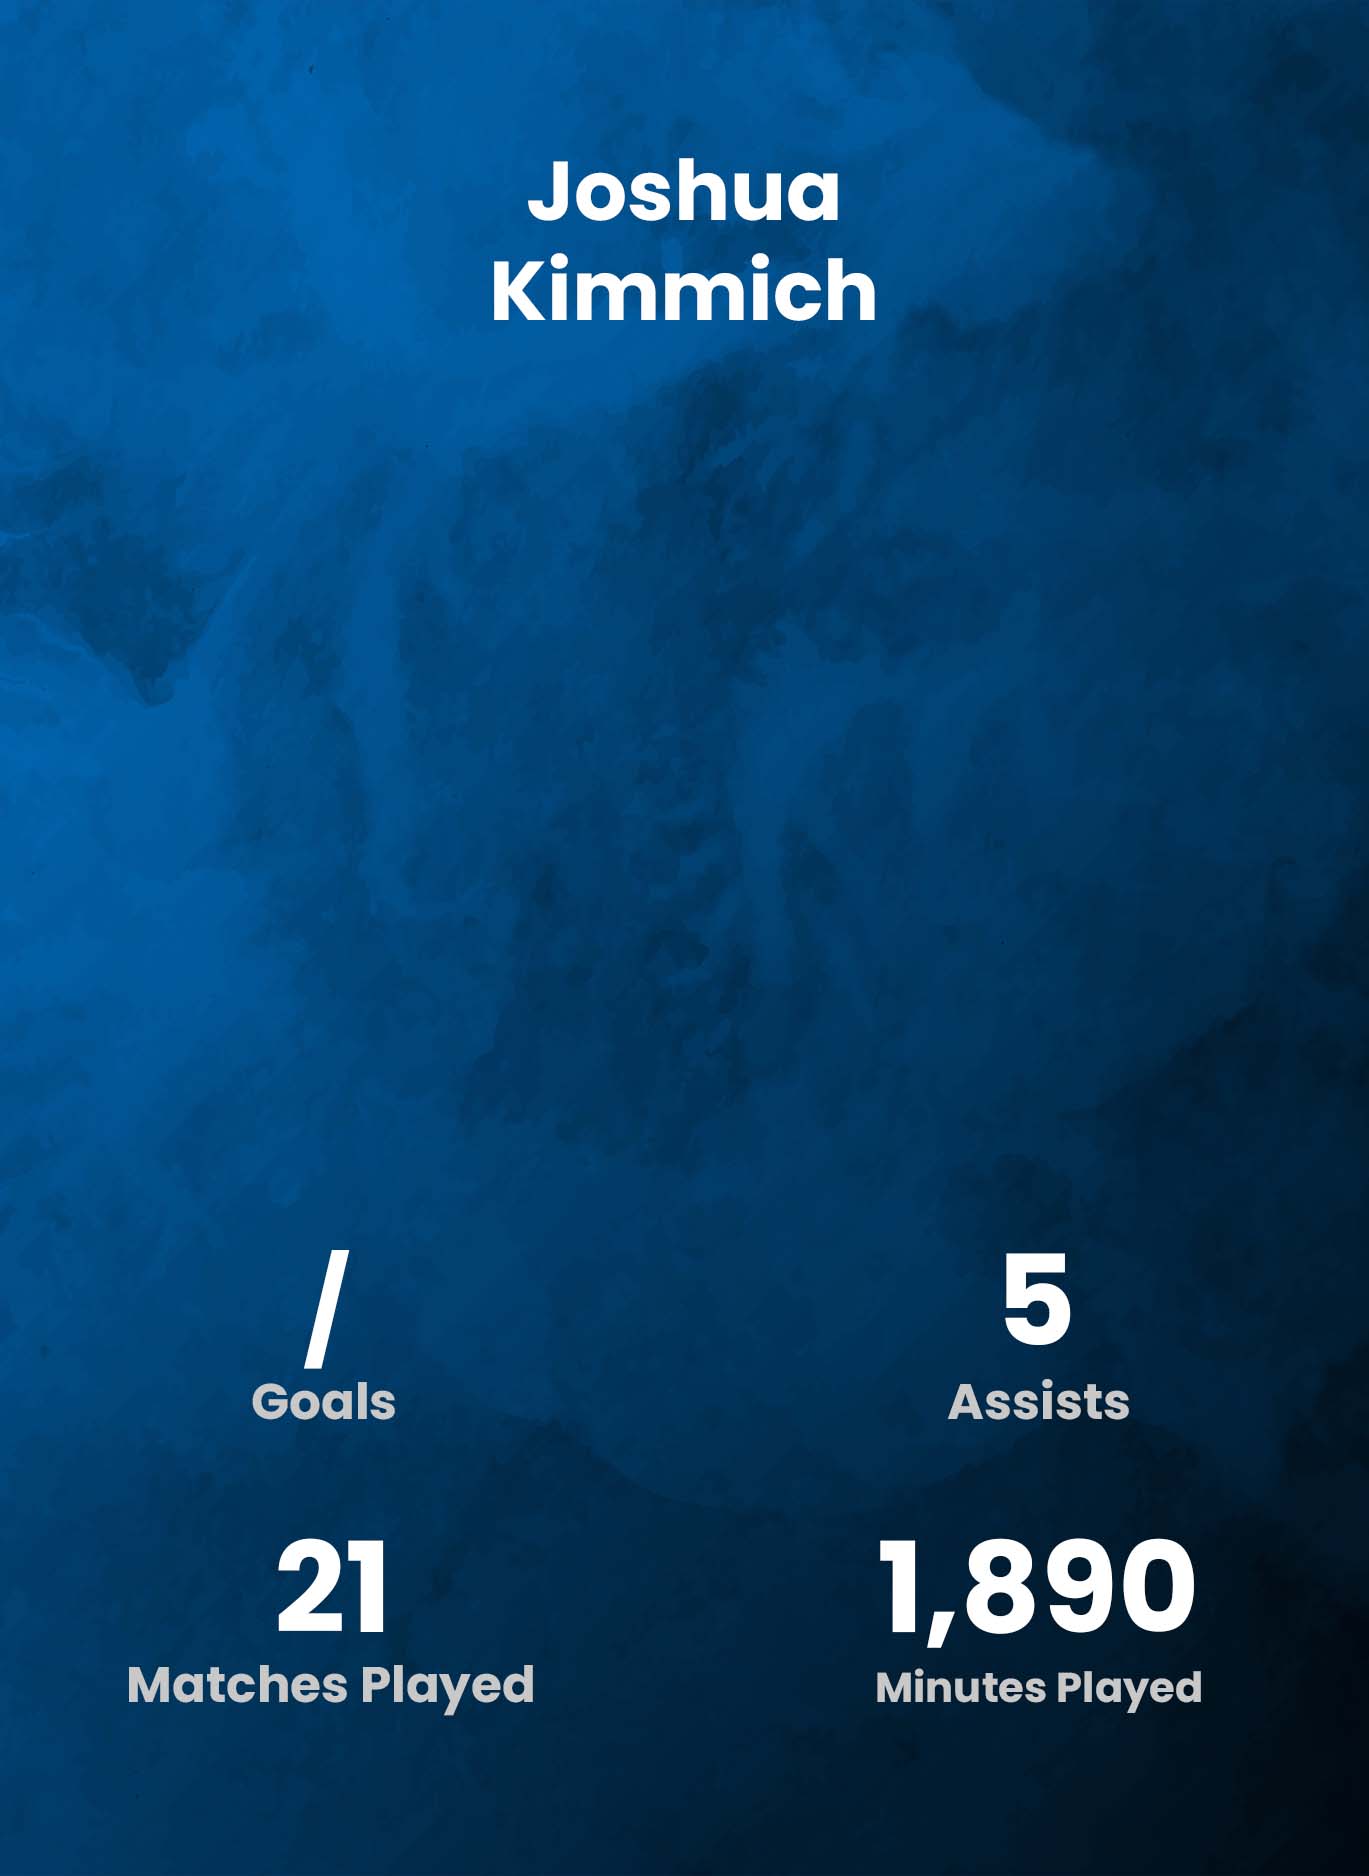 Joshua
Kimmich
/
Goals
5
Assists
21
Matches Played
1,890
Minutes Played